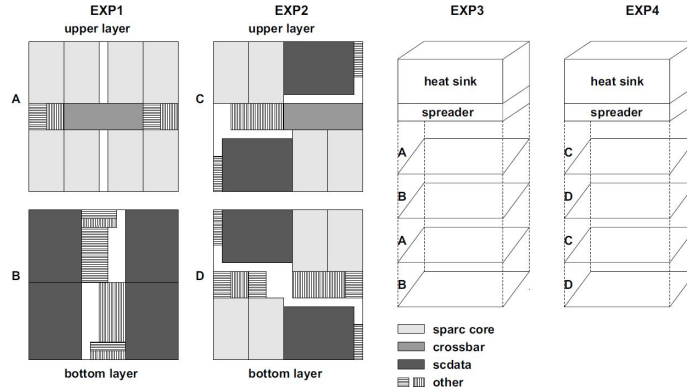 EXP1
upper layer
A
B
bottom layer
EXP2
upper layer
C
D
bottom layer
EXP3
heat sink
spreader
A
B
A
B
EXP4
heat sink
spreader
C
D
C
D
sparc core
crossbar
scdata
other